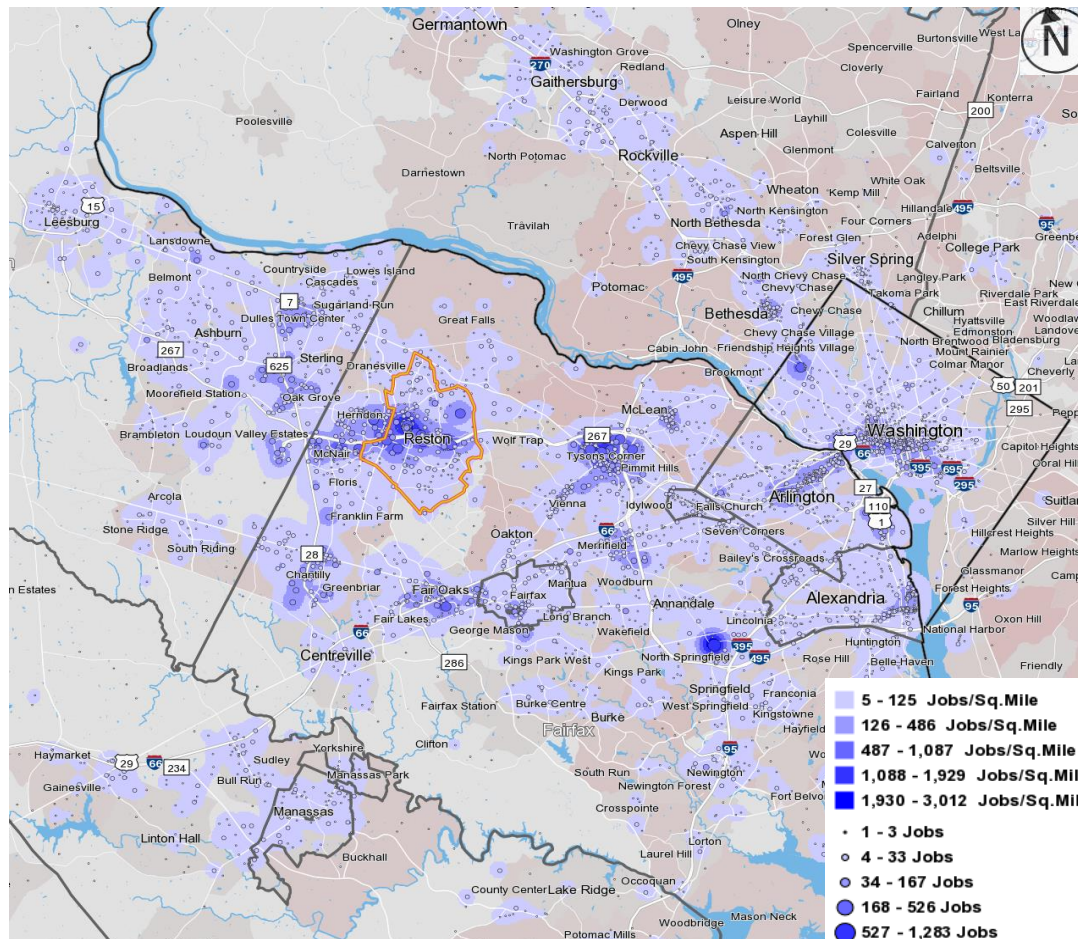 Olney
Burtonsville
West La
Germantown
Spencerville
N
Washington Grove
Cloverly
270
Redland
Gaithersburg
Fairland
Konterra
Derwood
Leisure World
200
So
Layhill
Poolesville
Aspen Hill
Colesville
Calverton
Glenmont
North Potomac
Rockville
Beltsville
Darnestown
White Oak
Wheaton
Kemp Mill
15
Hillandale
495
Leesburg
North Kensington
Four Corners
95
North Bethesda
Travilah
Adelphi
Greenbe
Lansdowne
Chevy Chase View
Forest Glen
College Park
South Kensington
Silver Spring
Countryside
Lowes Island
495
North Chevy Chase
Langley Park
New C
Belmont
Cascades
Potomac
Chevy Chase
Takoma Park
Riverdale Park
7
Sugarland Run
East Riverdale
Dulles Town Center
Bethesda
Chevy Chase
Chillum
Great Falls
Hyattsville
Woodlaw
Ashburn
Chevy Chase Village
Edmonston
Landove
267
Sterling
Cabin John
Friendship Heights Village
North Brentwood
Bladensburg
Mount Rainier
Broadlands
625
Dranesville
Brookmont
Colmar Manor
Cheverly
Moorefield Station
Oak Grove
50
201
McLean
295
Pepp
Herndon
Brambleton
Loudoun Valley Estates
Reston
Wolf Trap
267
Washington
29
66
Capitol Heights
McNair
Tysons Corner
395
695
Coral Hill
Pimmit Hills
295
Floris
27
Arcola
Vienna
Idylwood
Arlington
Suitlan
Falls Church
110
Franklin Farm
1
Silver Hill
Stone Ridge
66
Seven Corners
Oakton
Hillcrest Heights
South Riding
28
Merrifield
Bailey's Crossroads
Marlow Heights
Chantilly
Glassmanor
Camp
n Estates
Greenbriar
Fair Oaks
Mantua
Woodburn
Forest Heights
Fairfax
Annandale
Alexandria
95
Fair Lakes
Long Branch
Lincolnia
Oxon Hill
66
George Mason
Wakefield
National Harbor
Centreville
395
Huntington
286
Kings Park West
North Springfield
495
Rose Hill
Belle Haven
Friendly
Kings Park
Springfield
Franconia
Fairfax Station
Burke Centre
West Springfield
Kingstowne
Burke
Hayfield
Fairfax
Clifton
Yorkshire
95
Haymarket
29
66
234
Sudley
Manassas Park
South Run
Newington
Bull Run
Gainesville
Newington Forest
Fort Belvo
Crosspointe
Manassas
Linton Hall
Lorton
Buckhall
Laurel Hill
Occoquan
County Center
Lake Ridge
Mason Neck
Woodbridge
Potomac Mills
5 - 125 Jobs/Sq.Mile
126 - 486 Jobs/Sq.Mile
487 - 1,087 Jobs/Sq.Mile
1,088 - 1,929 Jobs/Sq.Mile
1,930 - 3,012 Jobs/Sq.Mil
1 - 3 Jobs
4 - 33 Jobs
34 - 167 Jobs
168 - 526 Jobs
527 - 1,283 Jobs